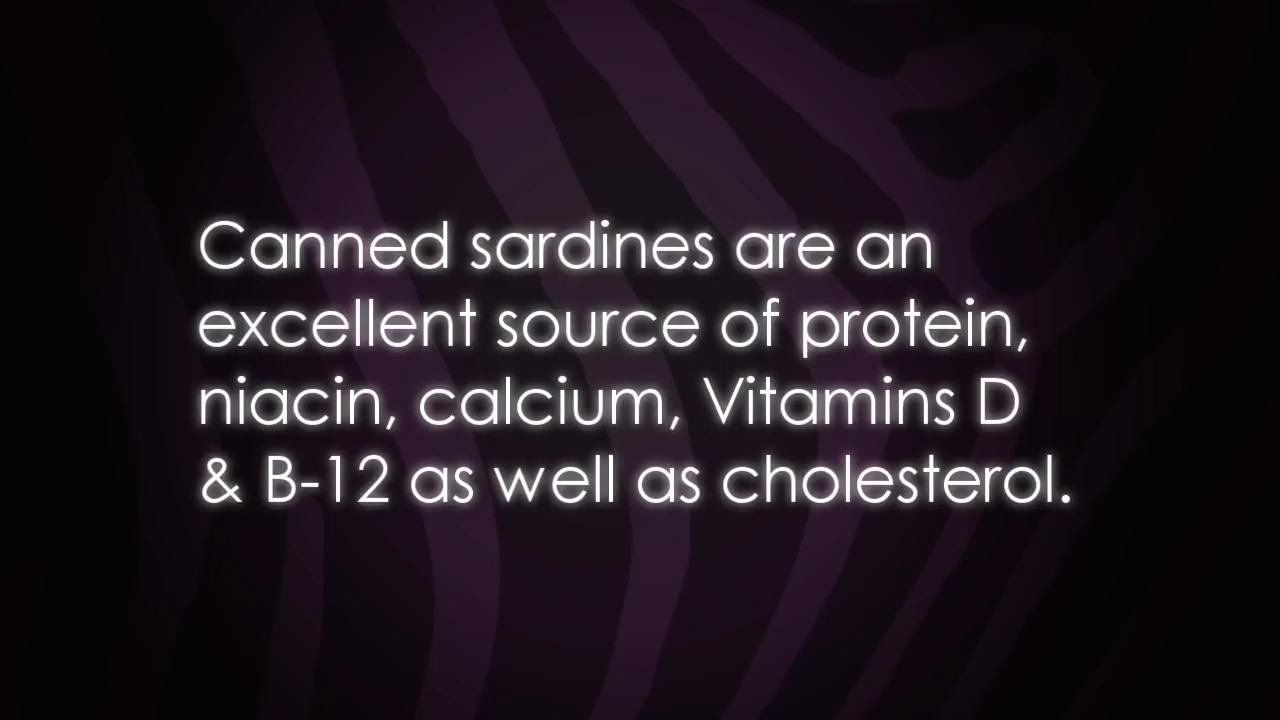 Canned sardines are an
excellent source of protein,
niacin, calcium, Vitamins D
& B-12 as well as cholesterol.